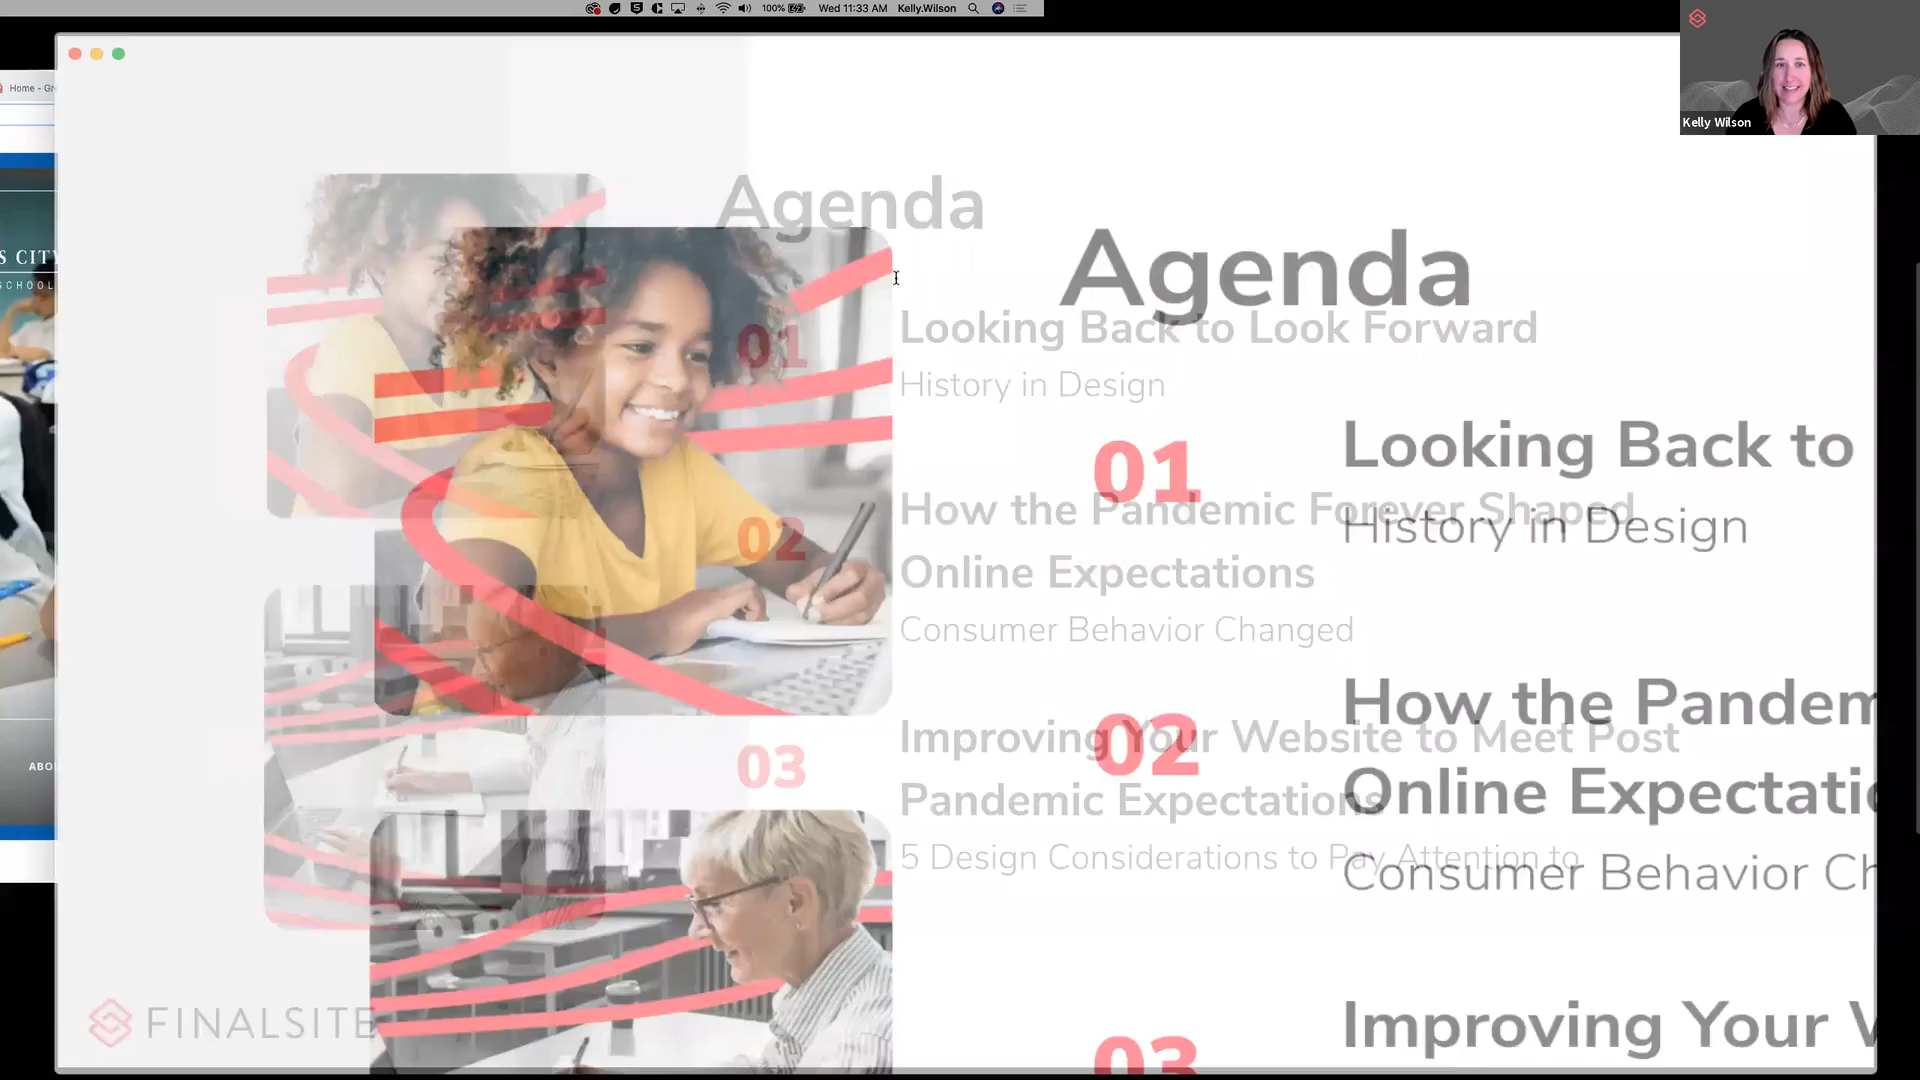 100%
Wed 11:33 AM
Kelly.Wilson
Home - Gr
Kelly Wilson
S CITY
SCHOOL
ABO
Agenda
01
Looking Back to Look Forward
History in Design
02
How the Pandemic Forever Shaped
Online Expectations
Consumer Behavior Changed
03
Improving Your Website to Meet Post
Pandemic Expectations
5 Design Considerations to Pay Attention to
Agenda
01
Looking Back to
History in Design
02
How the Pandem
Online Expectatio
Consumer Behavior Ch
03
Improving Your W
FINALSITE